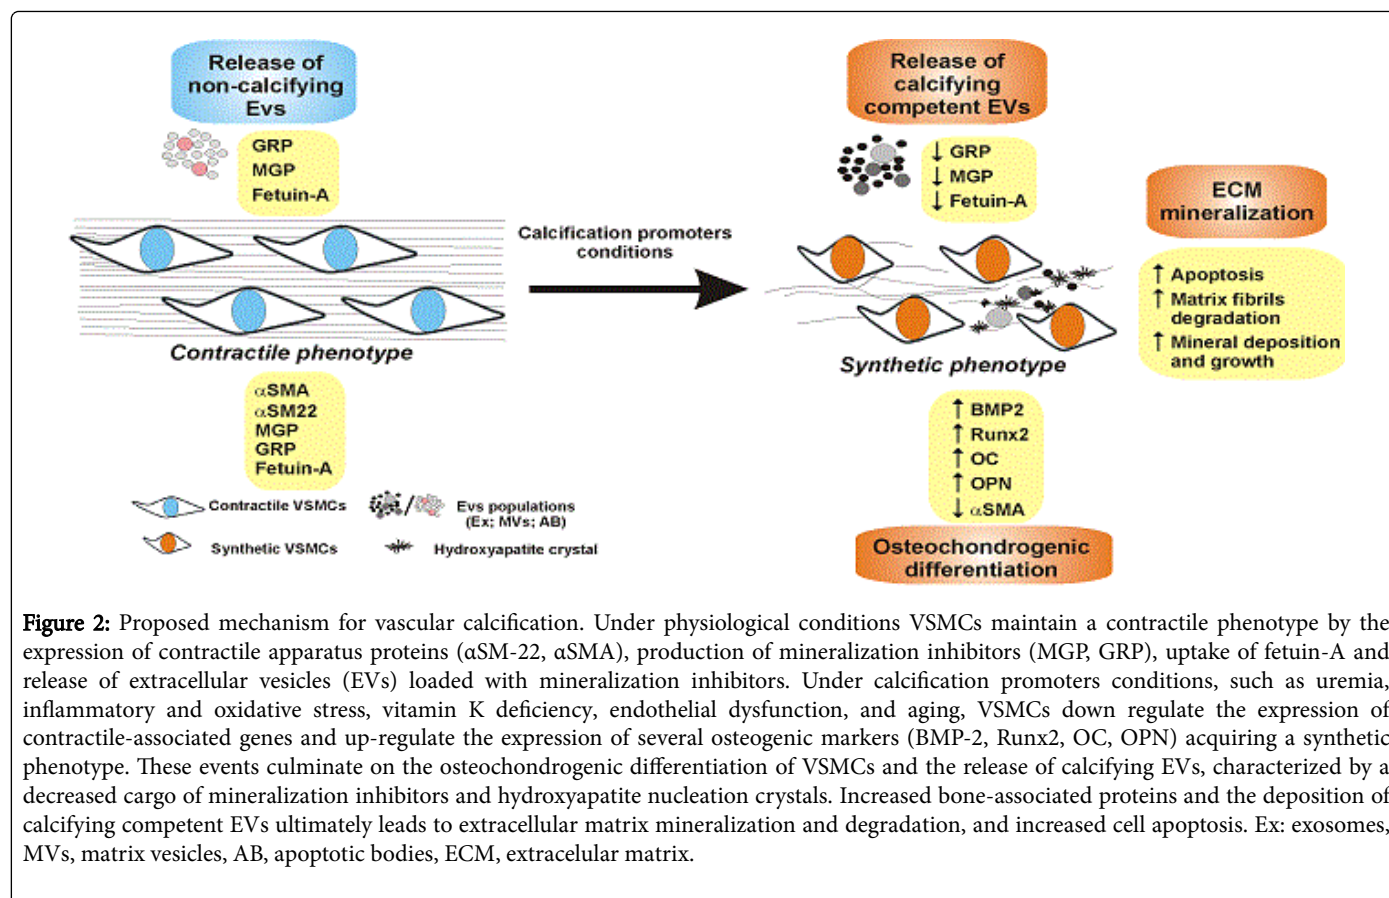 Release of
non-calcifying
Evs
GRP
MGP
Fetuin-A
Contractile phenotype
αSMA
αSM22
MGP
GRP
Fetuin-A
Calcification promoters
conditions
Release of
calcifying
competent EVs
↓ GRP
↓ MGP
↓ Fetuin-A
Synthetic phenotype
↑ BMP2
↑ Runx2
↑ OC
↑ OPN
↓ αSMA
Osteochondrogenic
differentiation
ECM
mineralization
↑ Apoptosis
↑ Matrix fibrils
degradation
↑ Mineral deposition
and growth
Contractile VSMCs
Evs populations
(Ex; MVs; AB)
Synthetic VSMCs
Hydroxyapatite crystal
Figure 2: Proposed mechanism for vascular calcification. Under physiological conditions VSMCs maintain a contractile phenotype by the
expression of contractile apparatus proteins (αSM-22, αSMA), production of mineralization inhibitors (MGP, GRP), uptake of fetuin-A and
release of extracellular vesicles (EVs) loaded with mineralization inhibitors. Under calcification promoters conditions, such as uremia,
inflammatory and oxidative stress, vitamin K deficiency, endothelial dysfunction, and aging, VSMCs down regulate the expression of
contractile-associated genes and up-regulate the expression of several osteogenic markers (BMP-2, Runx2, OC, OPN) acquiring a synthetic
phenotype. These events culminate on the osteochondrogenic differentiation of VSMCs and the release of calcifying EVs, characterized by a
decreased cargo of mineralization inhibitors and hydroxyapatite nucleation crystals. Increased bone-associated proteins and the deposition of
calcifying competent EVs ultimately leads to extracellular matrix mineralization and degradation, and increased cell apoptosis. Ex: exosomes,
MVs, matrix vesicles, AB, apoptotic bodies, ECM, extracelular matrix.